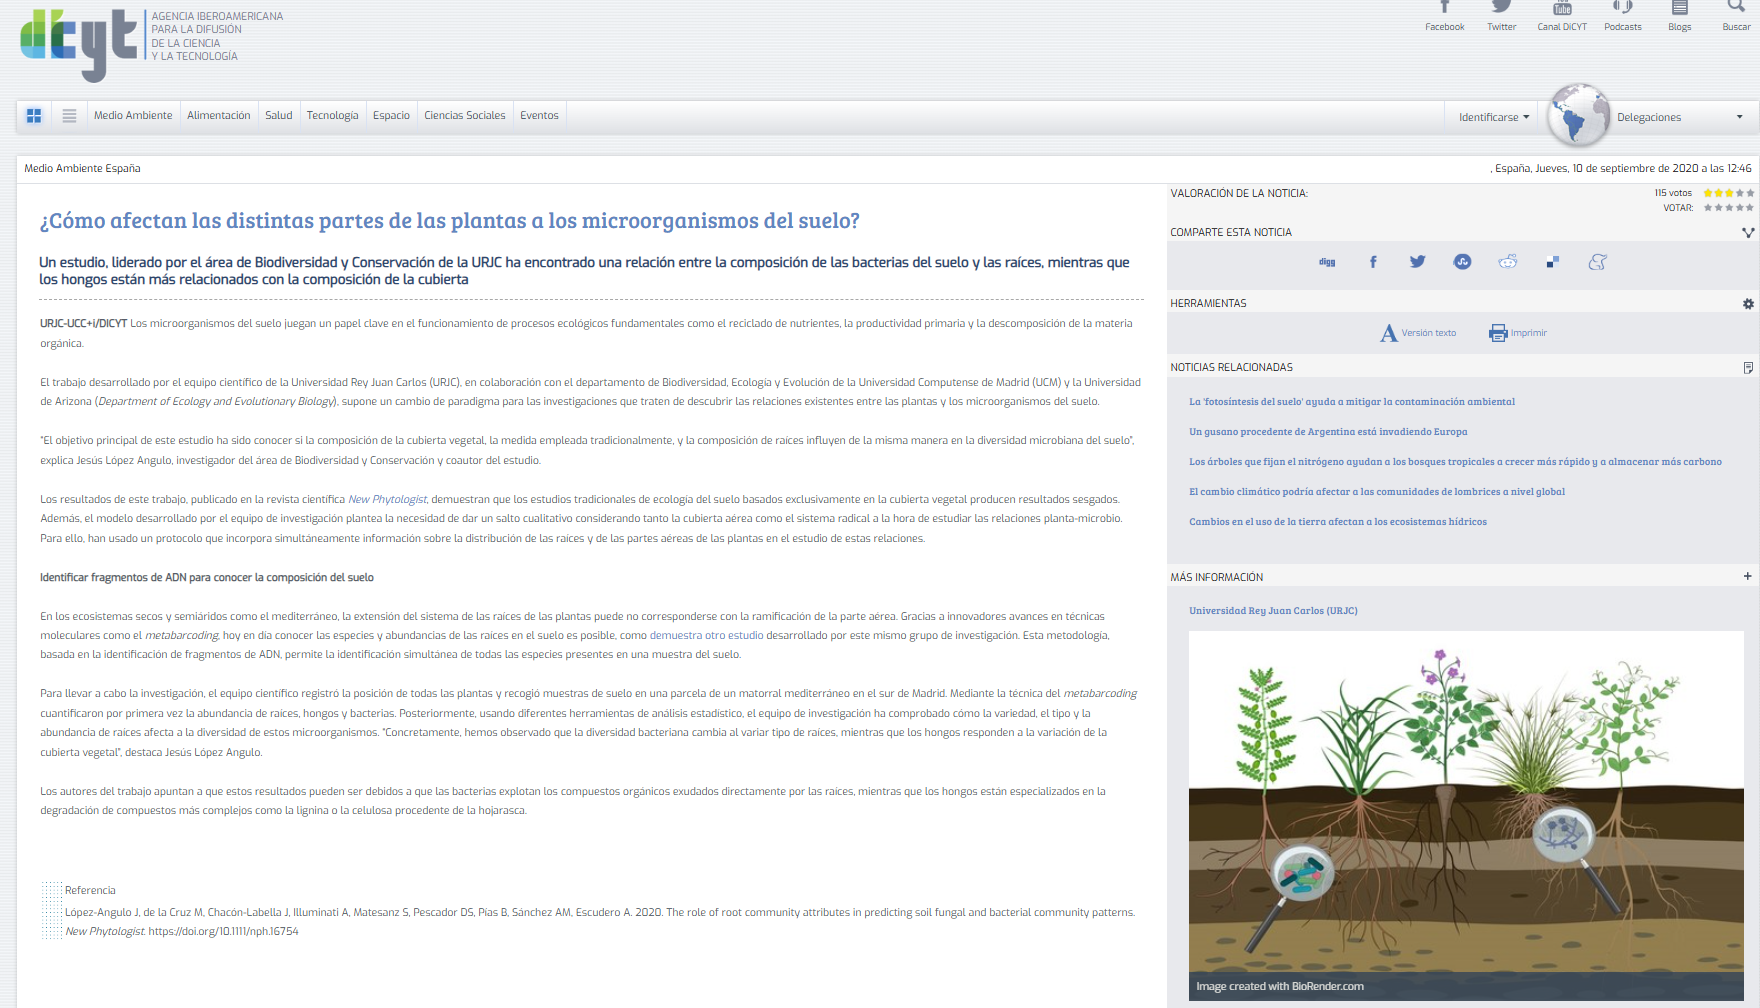 dicyt
AGENCIA IBEROAMERICANA
PARA LA DIFUSIÓN
DE LA CIENCIA
Y LA TECNOLOGÍA
Facebook Twitter Canal DiCYT Podcasts Blogs Buscar
Medio Ambiente Alimentación Salud Tecnología Espacio Ciencias Sociales Eventos Identificarse Delegaciones
Medio Ambiente España , España, Jueves, 10 de septiembre de 2020 a las 12:46
¿Cómo afectan las distintas partes de las plantas a los microorganismos del suelo?
Un estudio, liderado por el área de Biodiversidad y Conservación de la URJC ha encontrado una relación entre la composición de las bacterias del suelo y las raíces, mientras que
los hongos están más relacionados con la composición de la cubierta
URJC-UCC+i/DICYT Los microorganismos del suelo juegan un papel clave en el funcionamiento de procesos ecológicos fundamentales como el reciclado de nutrientes, la productividad primaria y la descomposición de la materia
orgánica.
El trabajo desarrollado por el equipo científico de la Universidad Rey Juan Carlos (URJC), en colaboración con el departamento de Biodiversidad, Ecología y Evolución de la Universidad Computense de Madrid (UCM) y la Universidad
de Arizona (Department of Ecology and Evolutionary Biology), supone un cambio de paradigma para las investigaciones que traten de descubrir las relaciones existentes entre las plantas y los microorganismos del suelo.
"El objetivo principal de este estudio ha sido conocer si la composición de la cubierta vegetal, la medida empleada tradicionalmente, y la composición de raíces influyen de la misma manera en la diversidad microbiana del suelo",
explica Jesús López Angulo, investigador del área de Biodiversidad y Conservación y coautor del estudio.
Los resultados de este trabajo, publicado en la revista científica New Phytologist, demuestran que los estudios tradicionales de ecología del suelo basados exclusivamente en la cubierta vegetal producen resultados sesgados.
Además, el modelo desarrollado por el equipo de investigación plantea la necesidad de dar un salto cualitativo considerando tanto la cubierta aérea como el sistema radical a la hora de estudiar las relaciones planta-microbio.
Para ello, han usado un protocolo que incorpora simultáneamente información sobre la distribución de las raíces y de las partes aéreas de las plantas en el estudio de estas relaciones.
Identificar fragmentos de ADN para conocer la composición del suelo
En los ecosistemas secos y semiáridos como el mediterráneo, la extensión del sistema de las raíces de las plantas puede no corresponderse con la ramificación de la parte aérea. Gracias a innovadores avances en técnicas
moleculares como el metabarcoding, hoy en día conocer las especies y abundancias de las raíces en el suelo es posible, como demuestra otro estudio desarrollado por este mismo grupo de investigación. Esta metodología,
basada en la identificación de fragmentos de ADN, permite la identificación simultánea de todas las especies presentes en una muestra del suelo.
Para llevar a cabo la investigación, el equipo científico registró la posición de todas las plantas y recogió muestras de suelo en una parcela de un matorral mediterráneo en el sur de Madrid. Mediante la técnica del metabarcoding
cuantificaron por primera vez la abundancia de raíces, hongos y bacterias. Posteriormente, usando diferentes herramientas de análisis estadístico, el equipo de investigación ha comprobado cómo la variedad, el tipo y la
abundancia de raíces afecta a la diversidad de estos microorganismos. "Concretamente, hemos observado que la diversidad bacteriana cambia al variar tipo de raíces, mientras que los hongos responden a la variación de la
cubierta vegetal", destaca Jesús López Angulo.
Los autores del trabajo apuntan a que estos resultados pueden ser debidos a que las bacterias explotan los compuestos orgánicos exudados directamente por las raíces, mientras que los hongos están especializados en la
degradación de compuestos más complejos como la lignina o la celulosa procedente de la hojarasca.
Referencia
López-Angulo J, de la Cruz M, Chacón-Labella J, Illuminati A, Matesanz S, Pescador DS, Pías B, Sánchez AM, Escudero A. 2020. The role of root community attributes in predicting soil fungal and bacterial community patterns.
New Phytologist. https://doi.org/10.1111/nph.16754
VALORACIÓN DE LA NOTICIA: 115 votos
VOTAR:
COMPARTE ESTA NOTICIA
digg
HERRAMIENTAS
Versión texto Imprimir
NOTICIAS RELACIONADAS
La 'fotosíntesis del suelo' ayuda a mitigar la contaminación ambiental
Un gusano procedente de Argentina está invadiendo Europa
Los árboles que fijan el nitrógeno ayudan a los bosques tropicales a crecer más rápido y a almacenar más carbono
El cambio climático podría afectar a las comunidades de lombrices a nivel global
Cambios en el uso de la tierra afectan a los ecosistemas hídricos
MÁS INFORMACIÓN
Universidad Rey Juan Carlos (URJC)
Image created with BioRender.com